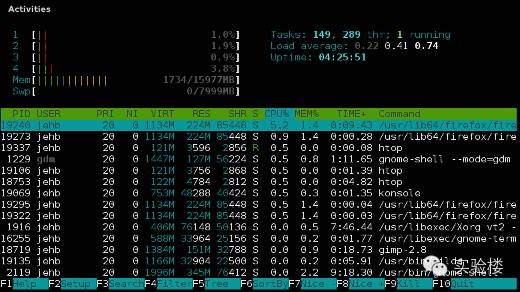 Activities
1 [|| 1.0%] Tasks: 149, 289 thr; 1 running
2 [|| 1.9%] Load average: 0.22 0.41 0.74
3 [|| 0.9%] Uptime: 04:25:51
4 [||| 3.8%]
Mem[||||||||||||| 1734/15977MB]
Swp[ 0/7999MB]
PID USER PRI NI VIRT RES SHR S CPU% MEM% TIME+ Command
19240 jehb 20 0 1134M 224M 85448 S 5.2 1.4 0:09.28 /usr/lib64/firefox/fire
19273 jehb 20 0 1134M 224M 85448 S 0.9 1.4 0:00.43 /usr/lib64/firefox/fire
19337 jehb 20 0 121M 3596 2856 R 0.5 0.0 0:00.08 htop
1229 gdm 20 0 1447M 127M 56224 S 0.5 0.8 1:11.65 gnome-shell --mode=gdm
19106 jehb 20 0 121M 3756 2868 S 0.5 0.0 0:01.39 htop
18753 jehb 20 0 122M 4784 2812 S 0.5 0.0 0:04.82 htop
19069 jehb 20 0 753M 48288 40424 S 0.5 0.3 0:01.35 konsole
19295 jehb 20 0 1134M 224M 85448 S 0.5 1.4 0:00.04 /usr/lib64/firefox/fire
19322 jehb 20 0 1134M 224M 85448 S 0.5 1.4 0:00.03 /usr/lib64/firefox/fire
1916 jehb 20 0 406M 76148 50136 S 0.0 0.5 7:46.44 /usr/libexec/Xorg vt2 -
16255 jehb 20 0 588M 33964 25156 S 0.0 0.2 0:01.77 /usr/libexec/gnome-term
18719 jehb 20 0 1384M 151M 32788 S 0.0 0.9 0:18.73 gimp-2.8
19135 jehb 20 0 1166M 32904 22500 S 0.0 0.2 0:05.91
2119 jehb 20 0 1996M 345M 76412 S 0.0 2.2 9:18.30
实验楼
F1Help F2Setup F3Search F4Filter F5Tree F6SortBy F7Nice - F8Nice + F9Kill F10Quit